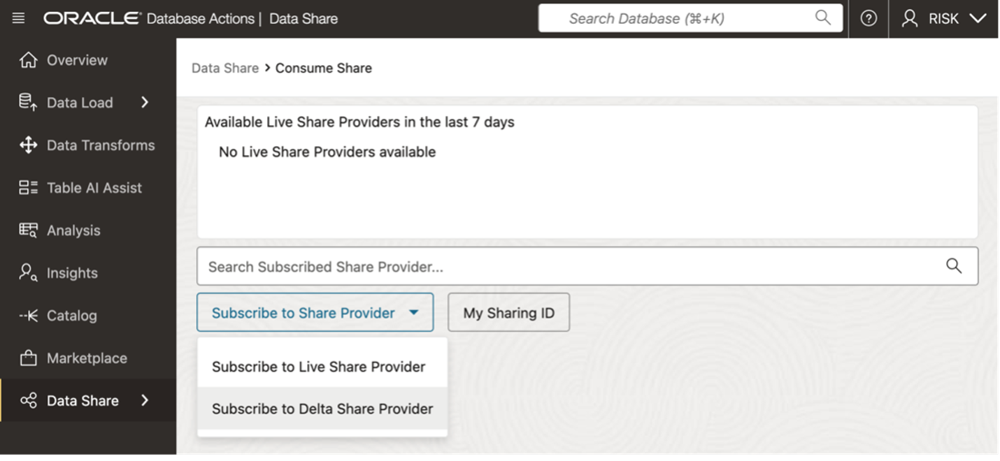 ORACLE® Database Actions | Data Share
Search Database (⌘+K)
RISK
Overview
Data Load
Data Transforms
Table AI Assist
Analysis
Insights
Catalog
Marketplace
Data Share
Data Share > Consume Share
Available Live Share Providers in the last 7 days
No Live Share Providers available
Search Subscribed Share Provider...
Subscribe to Share Provider
My Sharing ID
Subscribe to Live Share Provider
Subscribe to Delta Share Provider